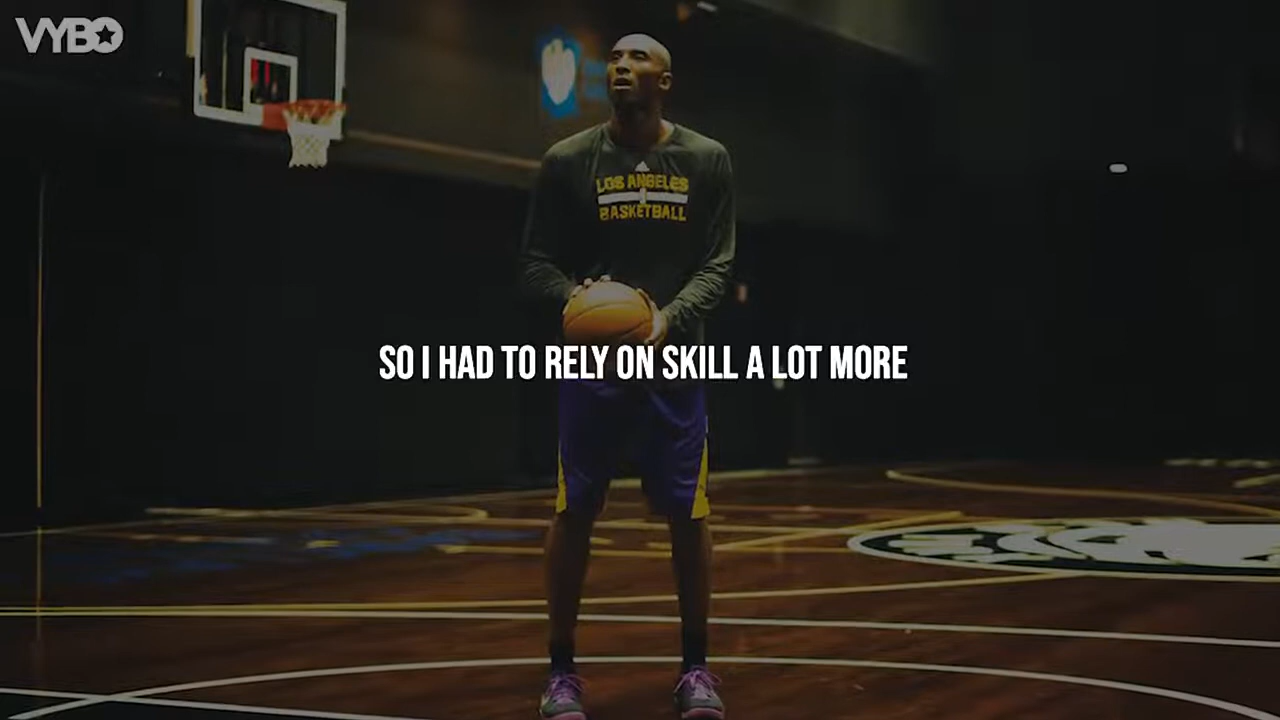 VYBO
LOS ANGELES
BASKETBALL
SO I HAD TO RELY ON SKILL A LOT MORE